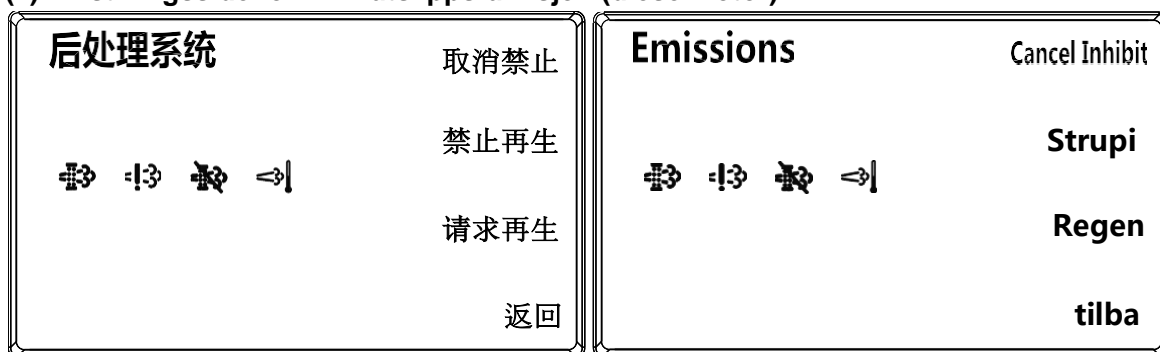 后处理系统
取消禁止
禁止再生
请求再生
返回
Emissions
Cancel Inhibit
Strupi
Regen
tilba